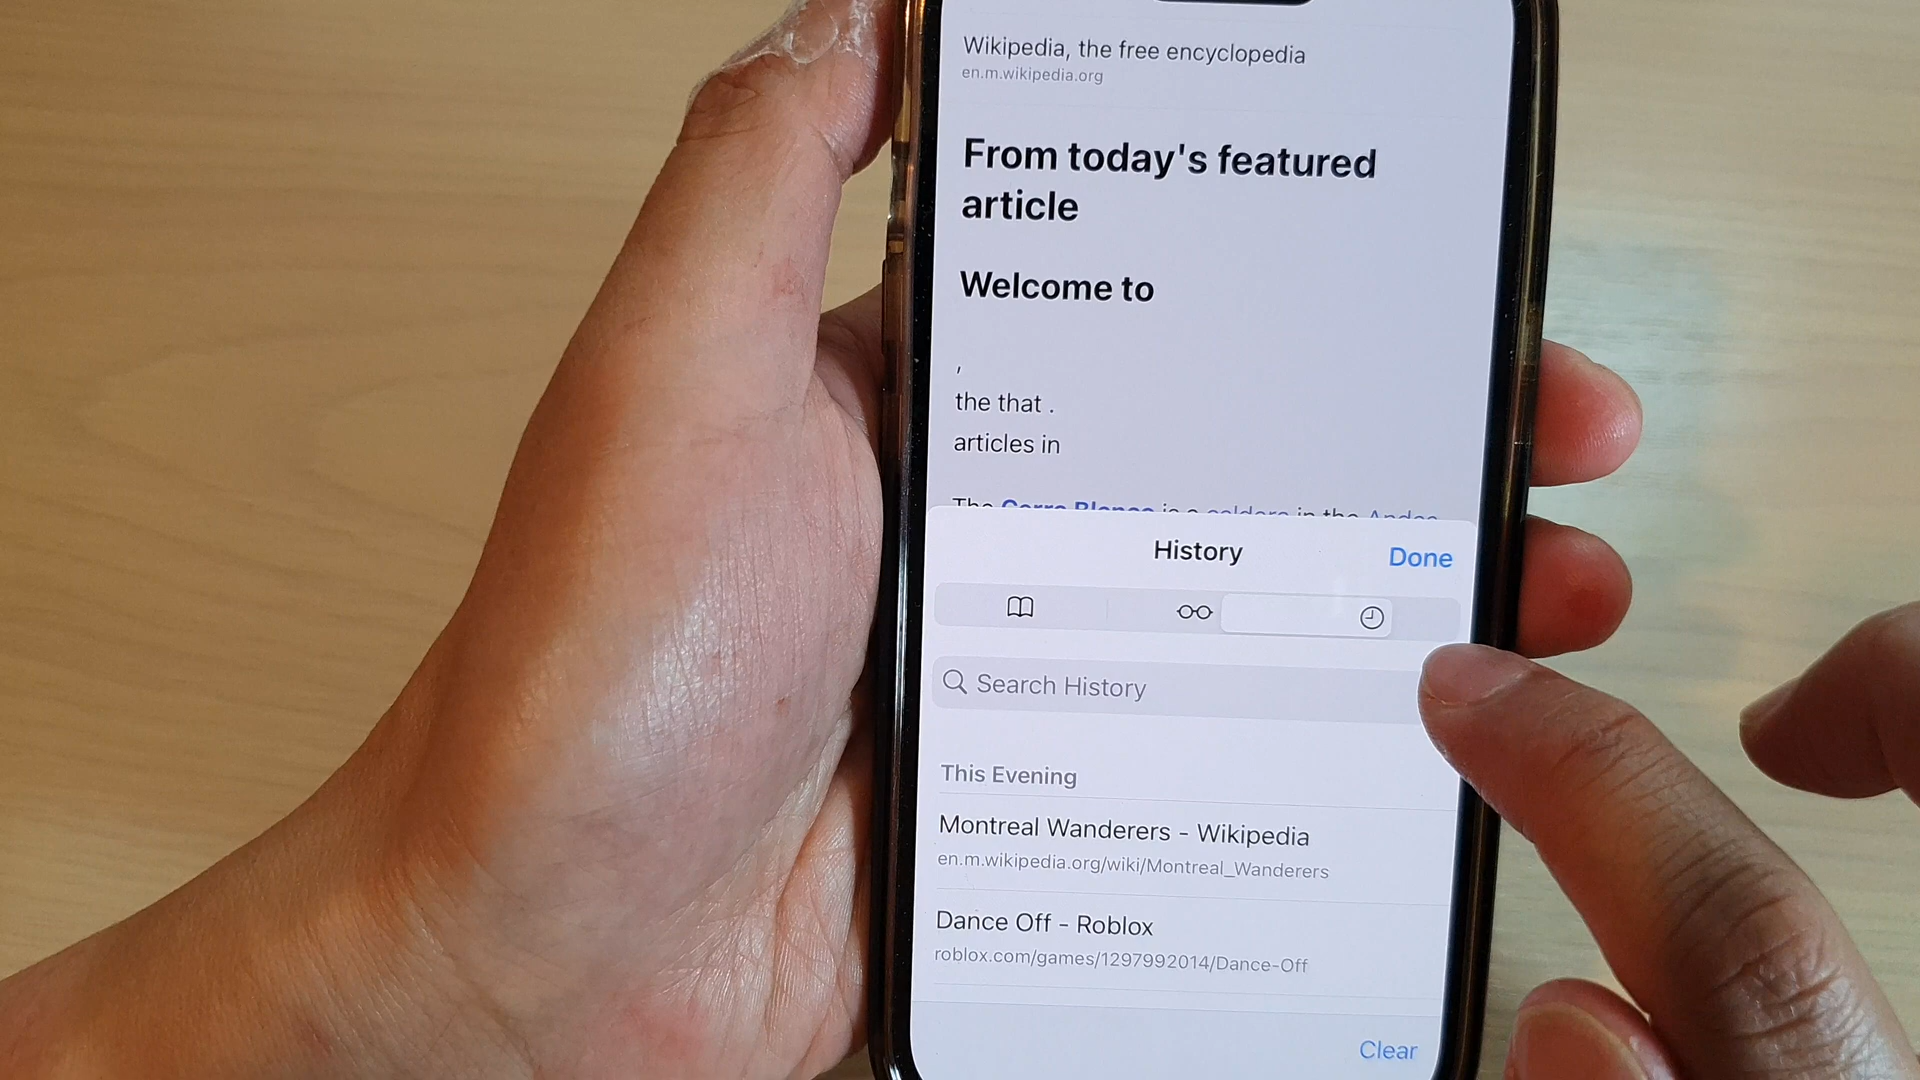 Wikipedia, the free encyclopedia
en.m.wikipedia.org
From today's featured
article
Welcome to
,
the that .
articles in
The Cerro Blanco is a caldera in the Andes
History
Done
Search History
This Evening
Montreal Wanderers - Wikipedia
en.m.wikipedia.org/wiki/Montreal_Wanderers
Dance Off - Roblox
roblox.com/games/1297992014/Dance-Off
Clear